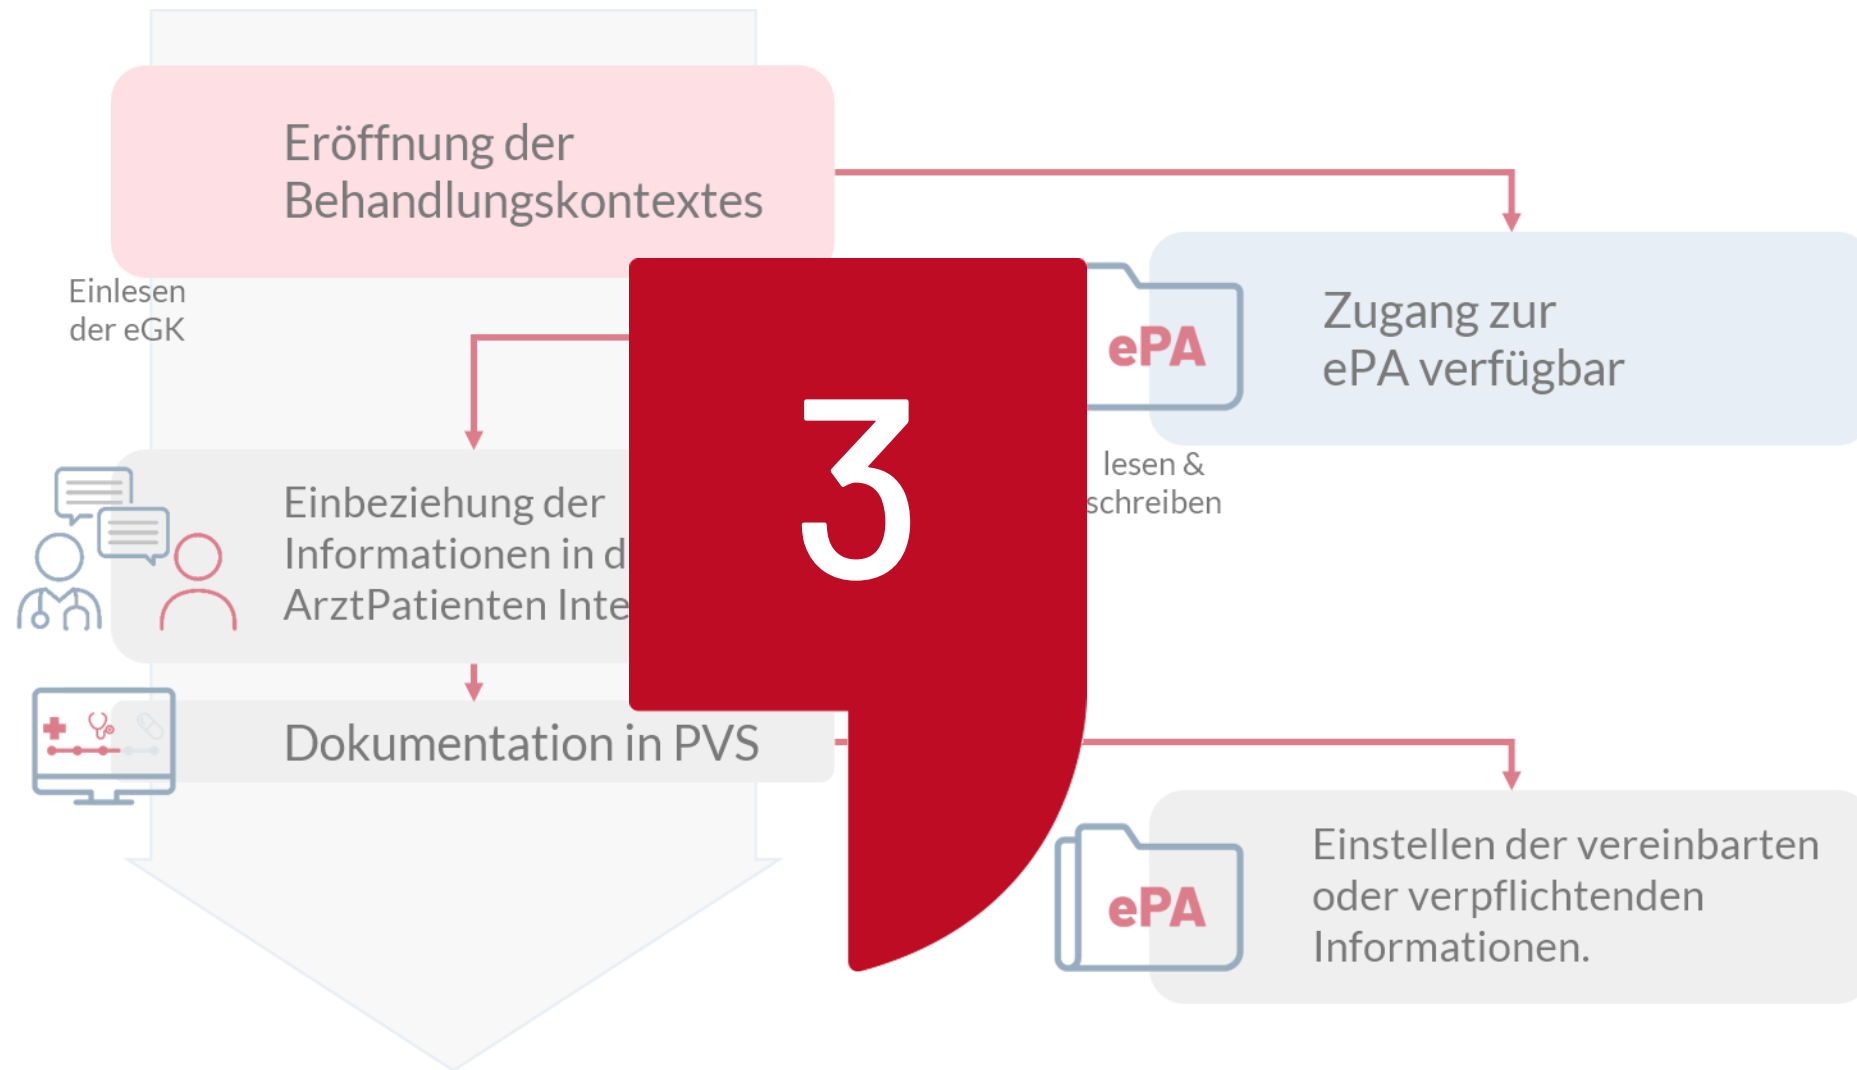 Eröffnung der
Behandlungskontextes
Einlesen
der eGK
ePA
Zugang zur
ePA verfügbar
lesen &
schreiben
3
Einbeziehung der
Informationen in
ArztPatienten
Dokumentation in PVS
ePA
Einstellen der vereinbarten
oder verpflichtenden
Informationen.